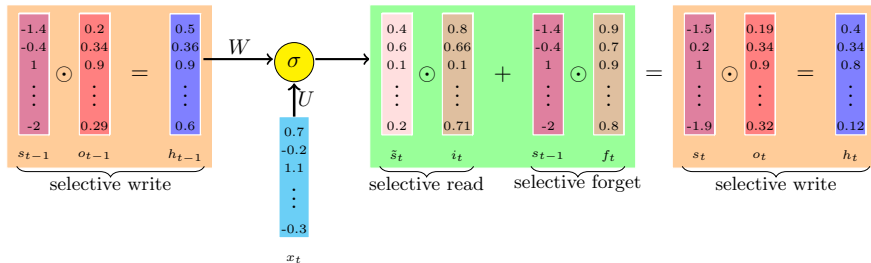 -1.4 0.2 0.5 0.4 0.8 0.9 -1.4 0.9 -1.5 0.19 0.4
-0.4 0.34 0.36 W 0.6 0.66 -0.4 0.7 0.2 0.34 0.34
1 ⊙ 0.9 = 0.9 σ 0.1 ⊙ 0.1 + 1 ⊙ 0.9 = 1 ⊙ 0.9 = 0.8
⋮ ⋮ ⋮ U ⋮ ⋮ ⋮ ⋮ ⋮ ⋮ ⋮
-2 0.29 0.6 0.7 0.2 0.71 -2 0.8 -1.9 0.32 0.12
-0.2
s_{t−1} o_{t−1} h_{t−1} s̃_t i_t s_{t−1} f_t s_t o_t h_t
1.1
selective write selective read selective forget selective write
⋮
-0.3
x_t